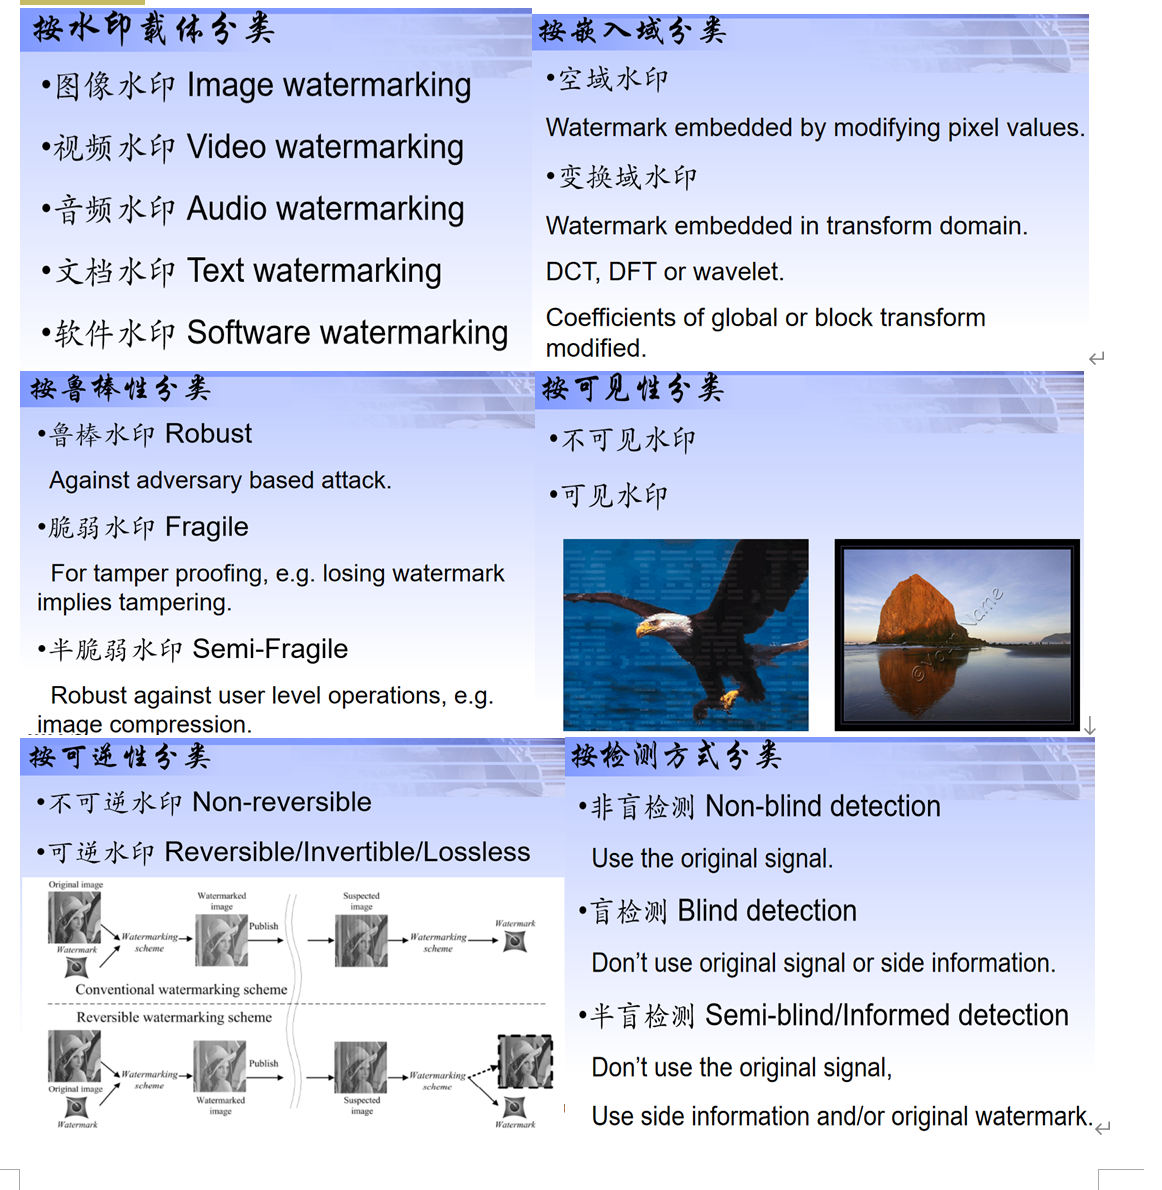 按水印载体分类
•图像水印 Image watermarking
•视频水印 Video watermarking
•音频水印 Audio watermarking
•文档水印 Text watermarking
•软件水印 Software watermarking
按嵌入域分类
•空域水印
Watermark embedded by modifying pixel values.
•变换域水印
Watermark embedded in transform domain.
DCT, DFT or wavelet.
Coefficients of global or block transform
modified.
按鲁棒性分类
•鲁棒水印 Robust
Against adversary based attack.
•脆弱水印 Fragile
For tamper proofing, e.g. losing watermark
implies tampering.
•半脆弱水印 Semi-Fragile
Robust against user level operations, e.g.
image compression.
按可见性分类
•不可见水印
•可见水印
©Your Name
按可逆性分类
•不可逆水印 Non-reversible
•可逆水印 Reversible/Invertible/Lossless
Original image
Watermark
Watermarking
scheme
Watermarked
image
Publish
Suspected
image
Watermarking
scheme
Watermark
Conventional watermarking scheme
Reversible watermarking scheme
Original image
Watermark
Watermarking
scheme
Watermarked
image
Publish
Suspected
image
Watermarking
scheme
Watermark
按检测方式分类
•非盲检测 Non-blind detection
Use the original signal.
•盲检测 Blind detection
Don’t use original signal or side information.
•半盲检测 Semi-blind/Informed detection
Don’t use the original signal,
Use side information and/or original watermark.